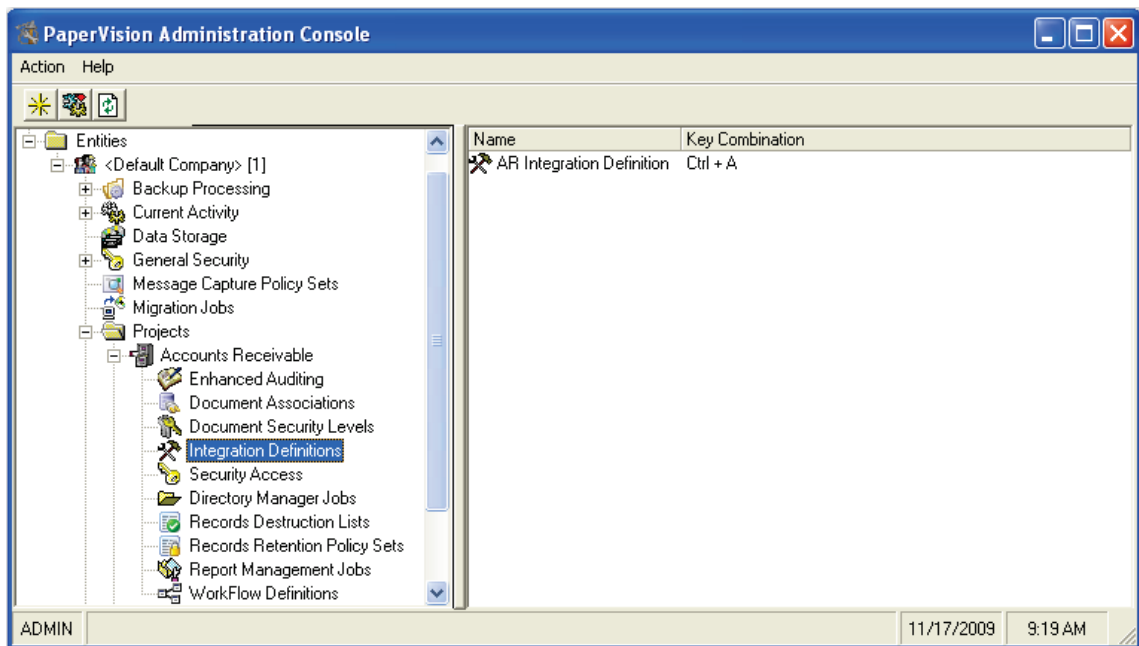 PaperVision Administration Console
Action Help
Entities
<Default Company> [1]
Backup Processing
Current Activity
Data Storage
General Security
Message Capture Policy Sets
Migration Jobs
Projects
Accounts Receivable
Enhanced Auditing
Document Associations
Document Security Levels
Integration Definitions
Security Access
Directory Manager Jobs
Records Destruction Lists
Records Retention Policy Sets
Report Management Jobs
WorkFlow Definitions
Name Key Combination
AR Integration Definition Ctrl + A
ADMIN 11/17/2009 9:19 AM